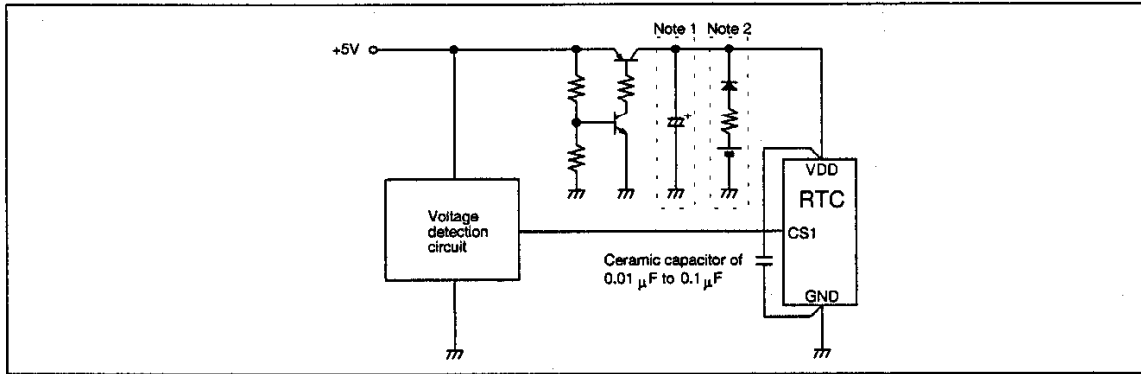 Note 1 Note 2
+5V
+
VDD
RTC
Voltage
detection
circuit
CS1
Ceramic capacitor of
0.01 µF to 0.1 µF
GND